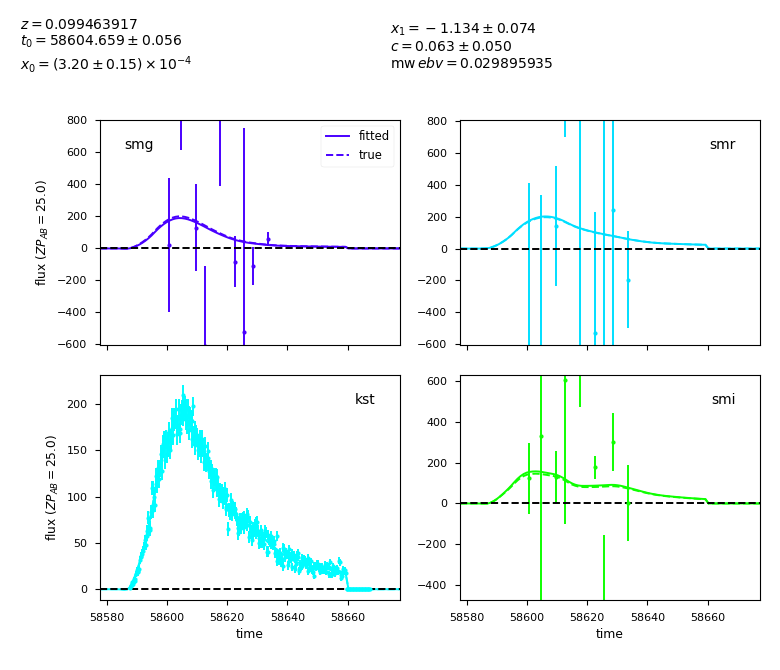 z = 0.099463917
t₀ = 58604.659 ± 0.056
x₀ = (3.20 ± 0.15) × 10⁻⁴
x₁ = −1.134 ± 0.074
c = 0.063 ± 0.050
mw ebv = 0.029895935
smg
fitted
true
flux (ZP_AB = 25.0)
800
600
400
200
0
−200
−400
−600
smr
800
600
400
200
0
−200
−400
−600
kst
flux (ZP_AB = 25.0)
200
150
100
50
0
58580 58600 58620 58640 58660
time
smi
600
400
200
0
−200
−400
58580 58600 58620 58640 58660
time